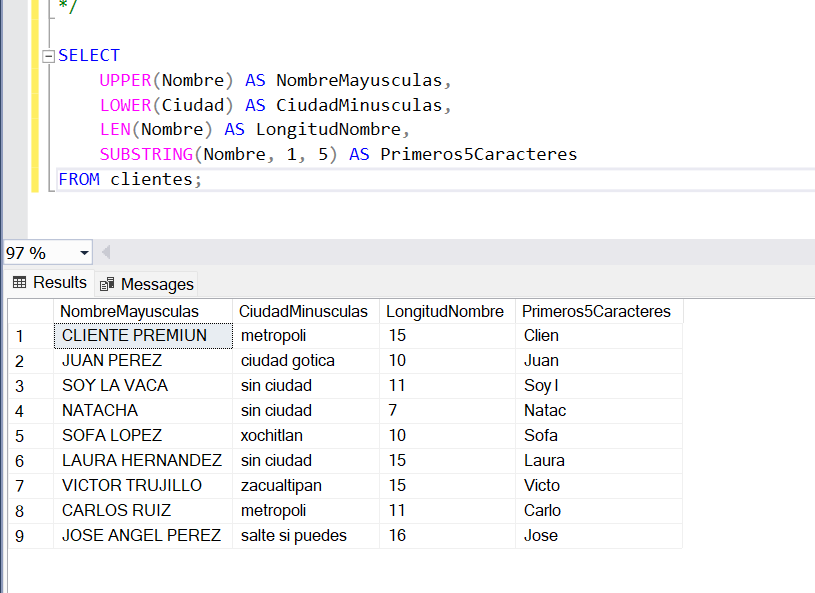 */
SELECT
UPPER(Nombre) AS NombreMayusculas,
LOWER(Ciudad) AS CiudadMinusculas,
LEN(Nombre) AS LongitudNombre,
SUBSTRING(Nombre, 1, 5) AS Primeros5Caracteres
FROM clientes;
97 %
Results Messages
NombreMayusculas CiudadMinusculas LongitudNombre Primeros5Caracteres
1 CLIENTE PREMIUN metropoli 15 Clien
2 JUAN PEREZ ciudad gotica 10 Juan
3 SOY LA VACA sin ciudad 11 Soy l
4 NATACHA sin ciudad 7 Natac
5 SOFA LOPEZ xochitlan 10 Sofa
6 LAURA HERNANDEZ sin ciudad 15 Laura
7 VICTOR TRUJILLO zacualtipan 15 Victo
8 CARLOS RUIZ metropoli 11 Carlo
9 JOSE ANGEL PEREZ salte si puedes 16 Jose